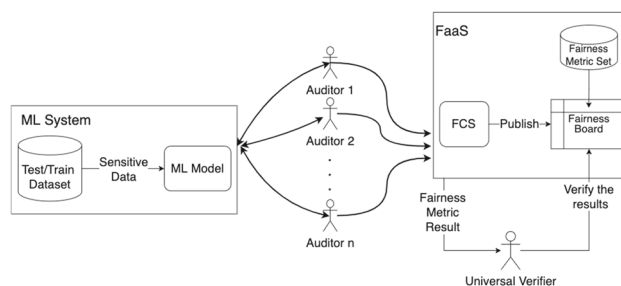 FaaS
Fairness
Metric Set
Auditor 1
ML System
FCS
Publish
Fairness
Board
Auditor 2
Test/Train
Dataset
Sensitive
Data
ML Model
.
.
.
Fairness
Metric
Result
Verify the
results
Auditor n
Universal Verifier